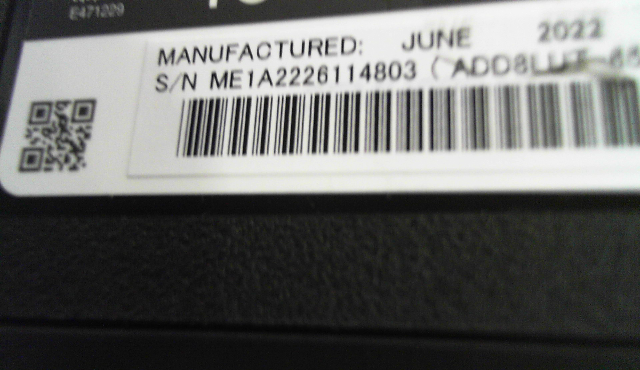 E471229
MANUFACTURED: JUNE 2022
S/N ME1A2226114803 (